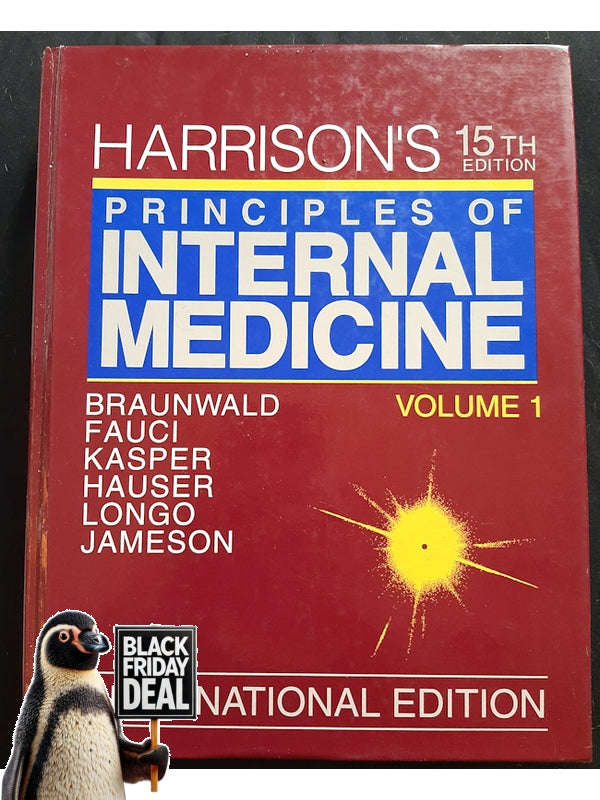 HARRISON'S 15TH
EDITION
PRINCIPLES OF
INTERNAL
MEDICINE
BRAUNWALD
FAUCI
KASPER
HAUSER
LONGO
JAMESON
VOLUME 1
BLACK
FRIDAY
DEAL
NATIONAL EDITION